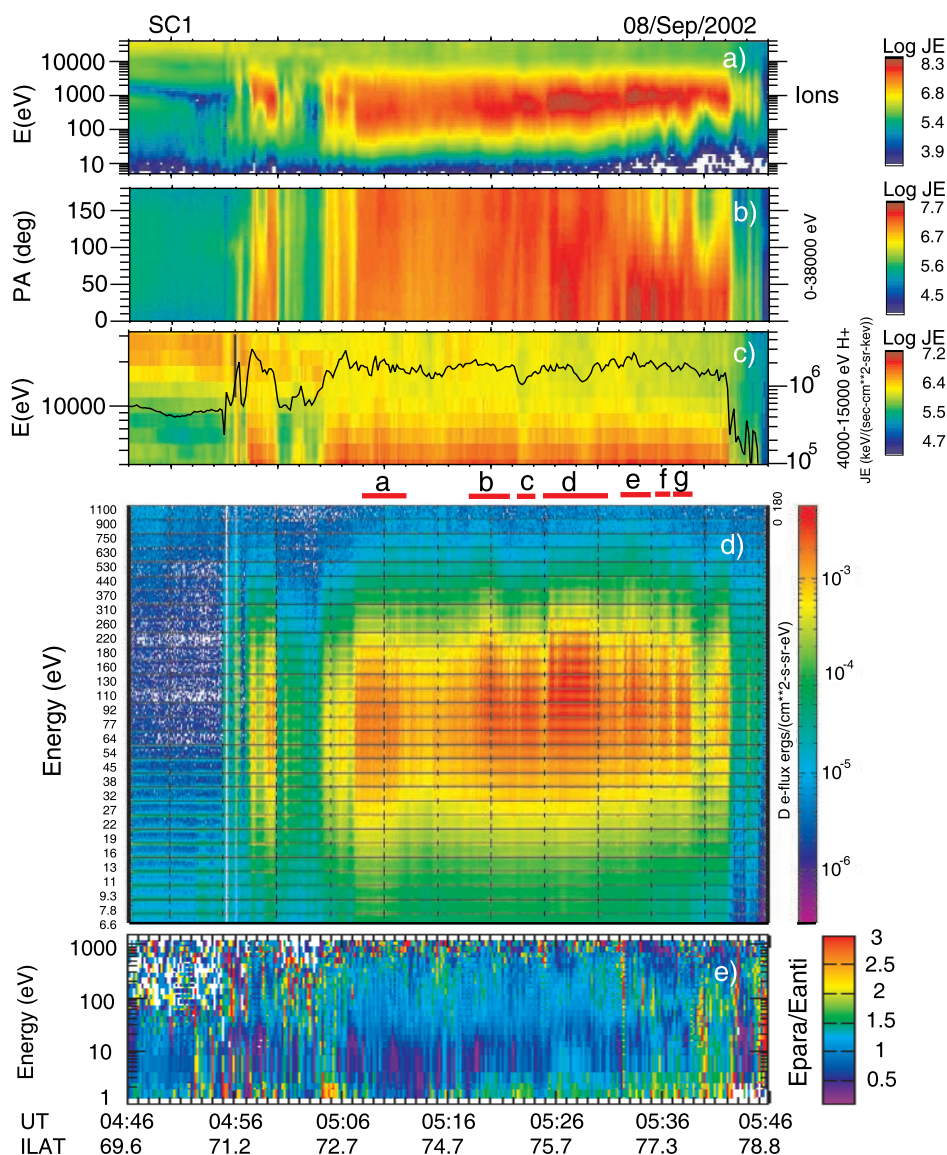 SC1 08/Sep/2002
a)
E(eV)
10000
1000
100
10
Ions
Log JE
8.3
6.8
5.4
3.9
b)
PA (deg)
150
100
50
0
0-38000 eV
Log JE
7.7
6.7
5.6
4.5
c)
E(eV)
10000
10^6
10^5
4000-15000 eV H+
JE (keV/(sec-cm**2-sr-kev))
Log JE
7.2
6.4
5.5
4.7
a b c d e f g
d)
Energy (eV)
1100
900
750
630
530
440
370
310
260
220
180
160
130
110
92
77
64
54
45
38
32
27
22
19
16
13
11
9.3
7.8
6.6
0 180
D e-flux ergs/(cm**2-s-sr-eV)
10^-3
10^-4
10^-5
10^-6
e)
Energy (eV)
1000
100
10
1
Epara/Eanti
3
2.5
2
1.5
1
0.5
UT 04:46 04:56 05:06 05:16 05:26 05:36 05:46
ILAT 69.6 71.2 72.7 74.7 75.7 77.3 78.8